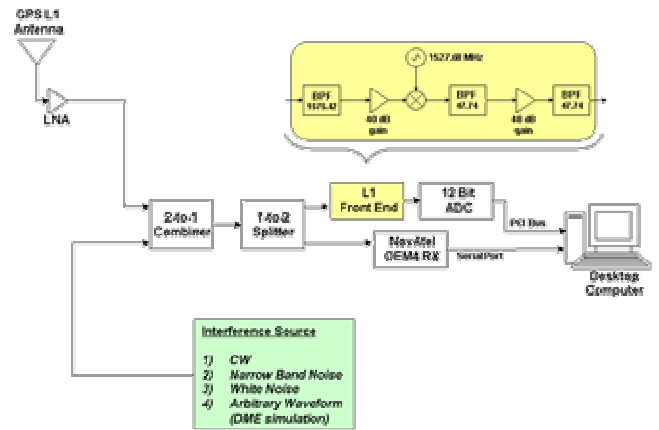 GPS L1
Antenna
LNA
1527.68 MHz
BPF
1575.42
40 dB
gain
BPF
47.74
40 dB
gain
BPF
47.74
2-to-1
Combiner
1-to-2
Splitter
L1
Front End
12 Bit
ADC
PCI Bus
NovAtel
OEM4 RX
Serial Port
Desktop
Computer
Interference Source
1) CW
2) Narrow Band Noise
3) White Noise
4) Arbitrary Waveform
(DME simulation)